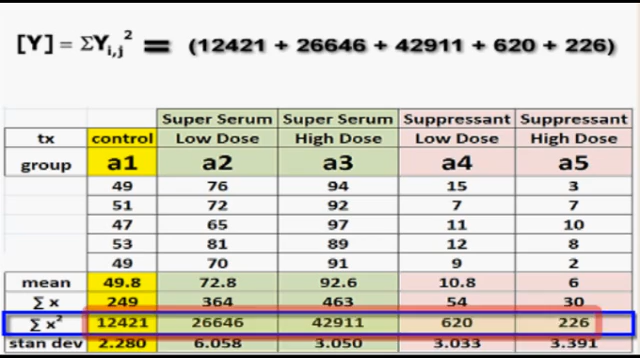 [Y] = ΣYi,j² = (12421 + 26646 + 42911 + 620 + 226)
Super Serum Super Serum Suppressant Suppressant
tx control Low Dose High Dose Low Dose High Dose
group a1 a2 a3 a4 a5
49 76 94 15 3
51 72 92 7 7
47 65 97 11 10
53 81 89 12 8
49 70 91 9 2
mean 49.8 72.8 92.6 10.8 6
∑ x 249 364 463 54 30
∑ x² 12421 26646 42911 620 226
stan dev 2.280 6.058 3.050 3.033 3.391